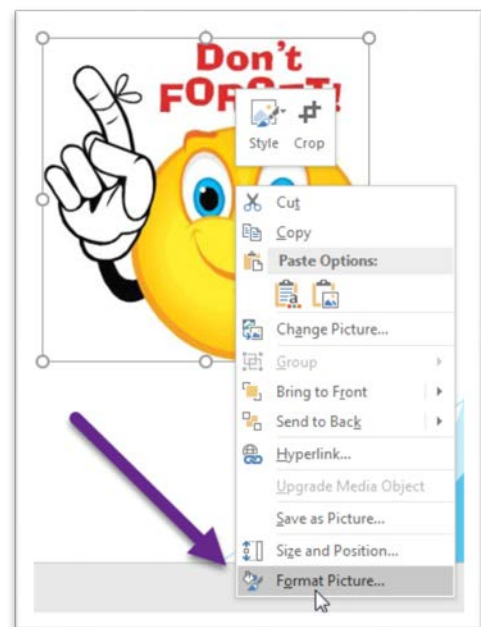 Don't
Style Crop
Cut
Copy
Paste Options:
Change Picture...
Group
Bring to Front
Send to Back
Hyperlink...
Upgrade Media Object
Save as Picture...
Size and Position...
Format Picture...